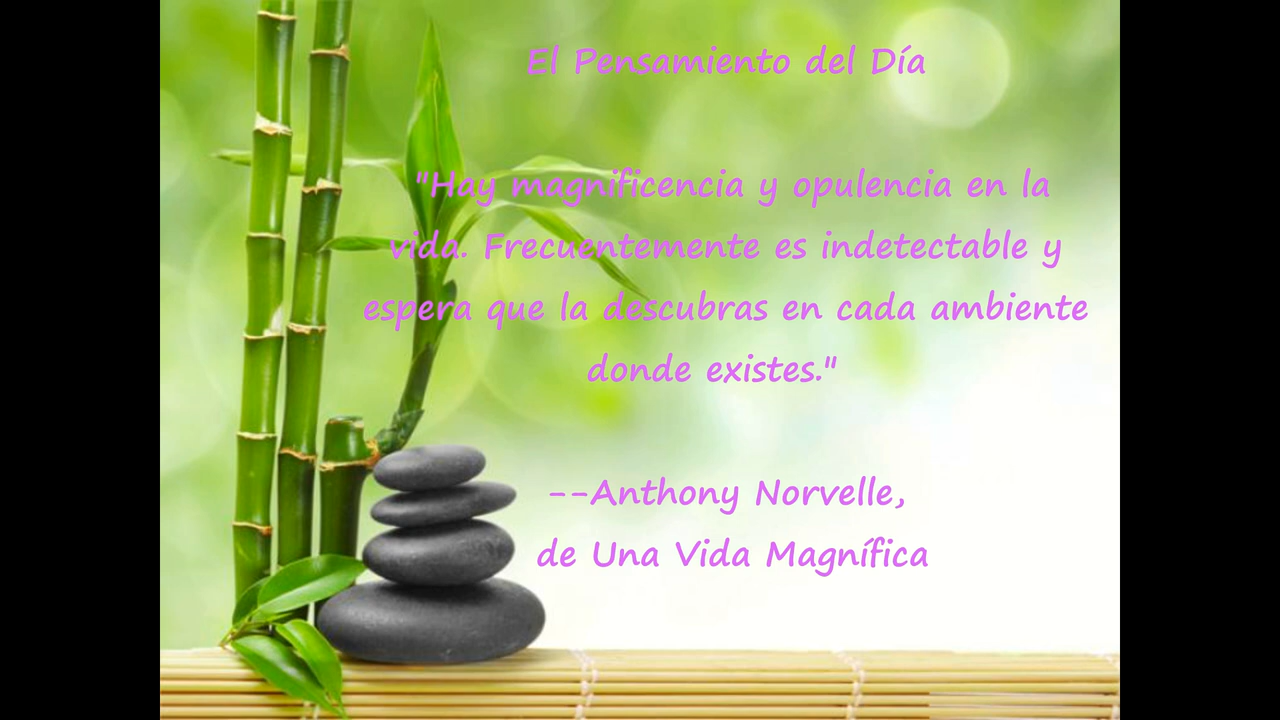 El Pensamiento del Día
"Hay magnificencia y opulencia en la
vida. Frecuentemente es indetectable y
espera que la descubras en cada ambiente
donde existes."
--Anthony Norvelle,
de Una Vida Magnífica